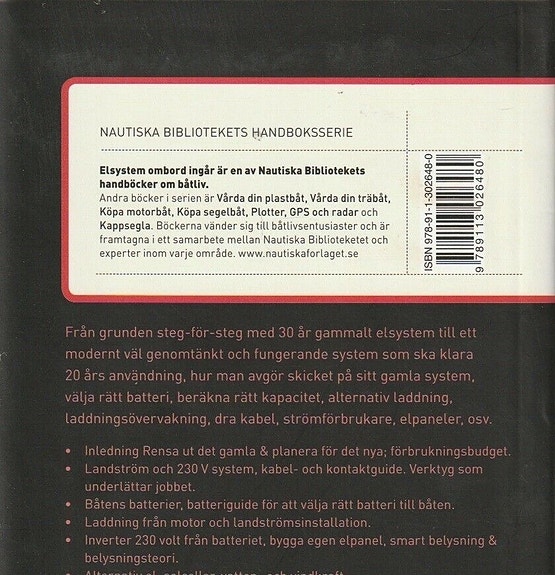 NAUTISKA BIBLIOTEKETS HANDBOKSSERIE
Elsystem ombord ingår är en av Nautiska Bibliotekets
handböcker om båtliv.
Andra böcker i serien är Vårda din plastbåt, Vårda din träbåt,
Köpa motorbåt, Köpa segelbåt, Plotter, GPS och radar och
Kappsegla. Böckerna vänder sig till båtlivsentusiaster och är
framtagna i ett samarbete mellan Nautiska Biblioteketet och
experter inom varje område. www.nautiskaforlaget.se
ISBN 978-91-1-302648-0
9 789113 026480
Från grunden steg-för-steg med 30 år gammalt elsystem till ett
modernt väl genomtänkt och fungerande system som ska klara
20 års användning, hur man avgör skicket på sitt gamla system,
välja rätt batteri, beräkna rätt kapacitet, alternativ laddning,
laddningsövervakning, dra kabel, strömförbrukare, elpaneler, osv.
• Inledning Rensa ut det gamla & planera för det nya; förbrukningsbudget.
• Landström och 230 V system, kabel- och kontaktguide. Verktyg som
underlättar jobbet.
• Båtens batterier, batteriguide för att välja rätt batteri till båten.
• Laddning från motor och landströmsinstallation.
• Inverter 230 volt från batteriet, bygga egen elpanel, smart belysning &
belysningsteori.